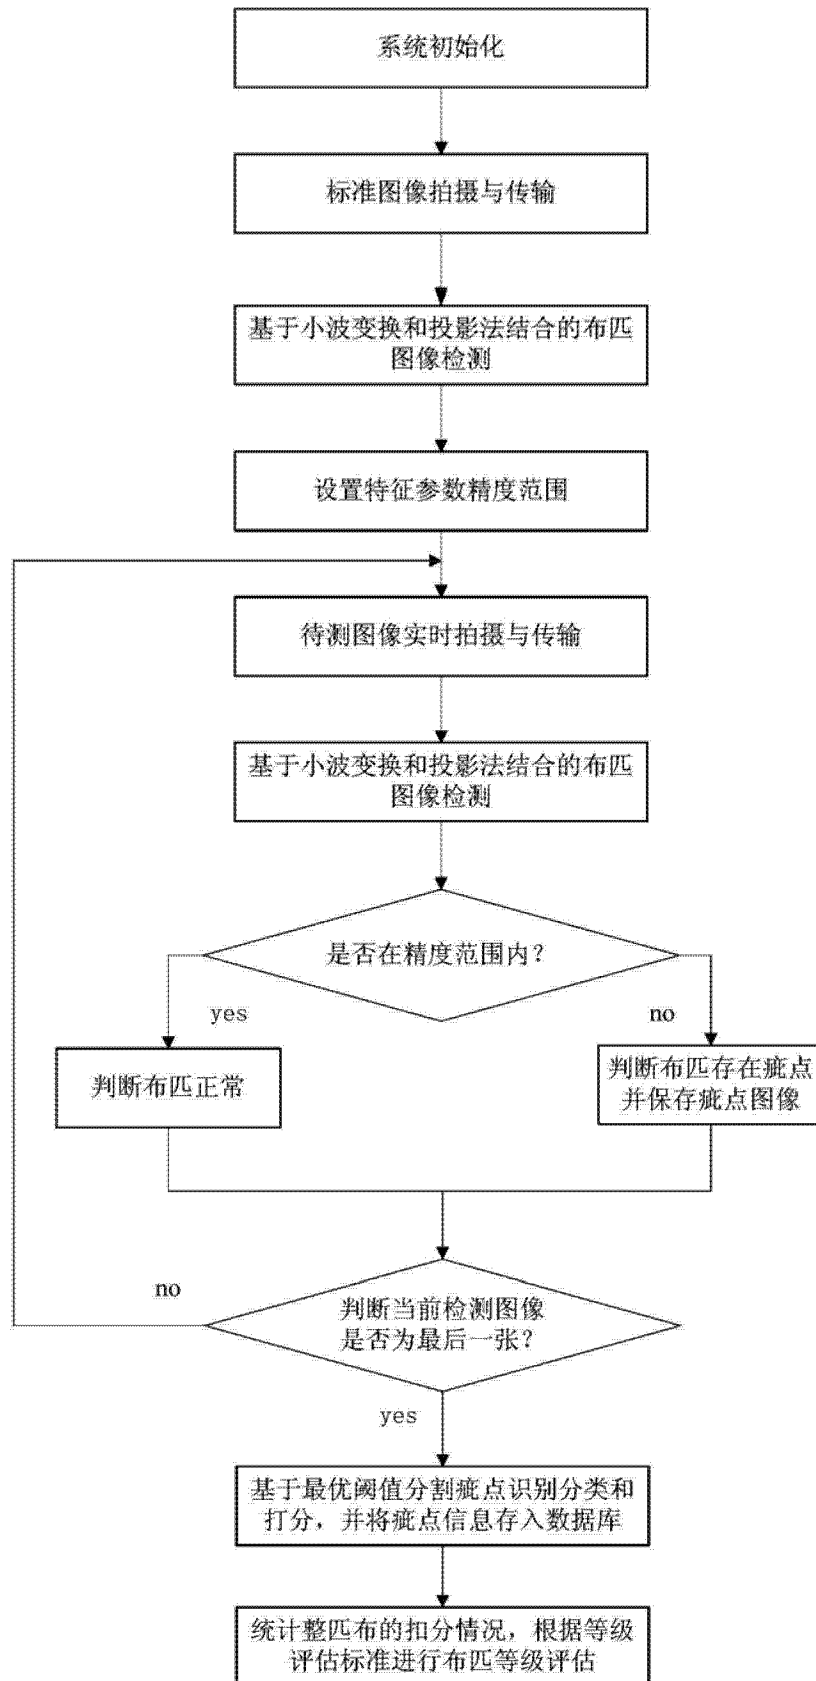 系统初始化
标准图像拍摄与传输
基于小波变换和投影法结合的布匹
图像检测
设置特征参数精度范围
待测图像实时拍摄与传输
基于小波变换和投影法结合的布匹
图像检测
是否在精度范围内?
yes
no
判断布匹正常
判断布匹存在疵点
并保存疵点图像
no
判断当前检测图像
是否为最后一张?
yes
基于最优阈值分割疵点识别分类和
打分，并将疵点信息存入数据库
统计整匹布的扣分情况，根据等级
评估标准进行布匹等级评估